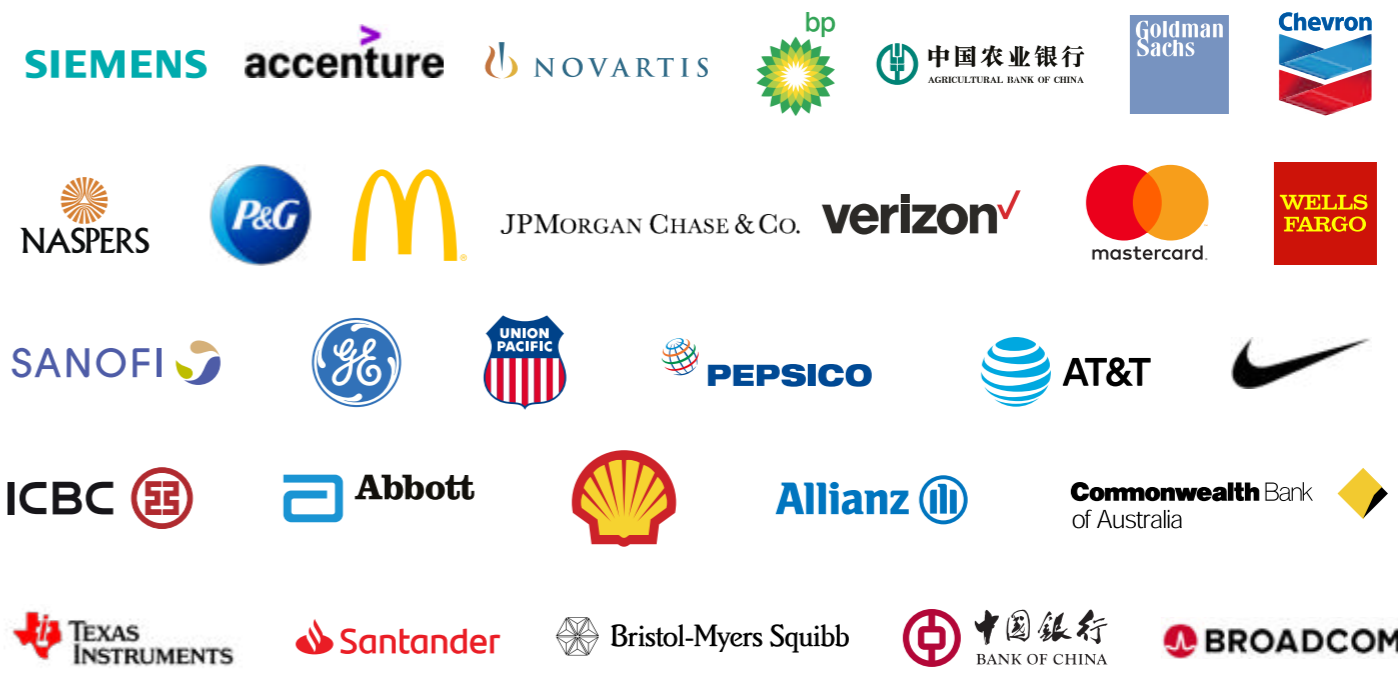 SIEMENS
accenture
NOVARTIS
bp
中国农业银行
AGRICULTURAL BANK OF CHINA
Goldman
Sachs
Chevron
NASPERS
P&G
JPMORGAN CHASE & CO.
verizon
mastercard.
WELLS
FARGO
SANOFI
GE
UNION
PACIFIC
PEPSICO
AT&T
ICBC
Abbott
Allianz
Commonwealth Bank
of Australia
TEXAS
INSTRUMENTS
Santander
Bristol-Myers Squibb
中国银行
BANK OF CHINA
BROADCOM